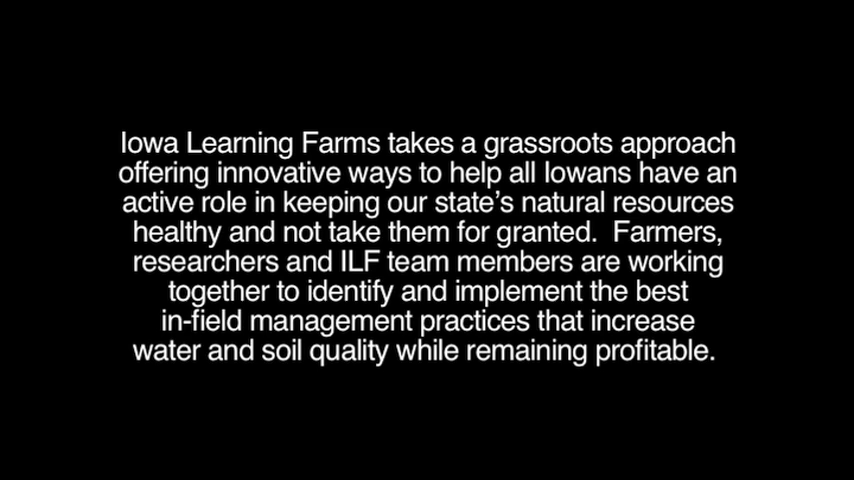 Iowa Learning Farms takes a grassroots approach
offering innovative ways to help all Iowans have an
active role in keeping our state’s natural resources
healthy and not take them for granted.  Farmers,
researchers and ILF team members are working
together to identify and implement the best
in-field management practices that increase
water and soil quality while remaining profitable.